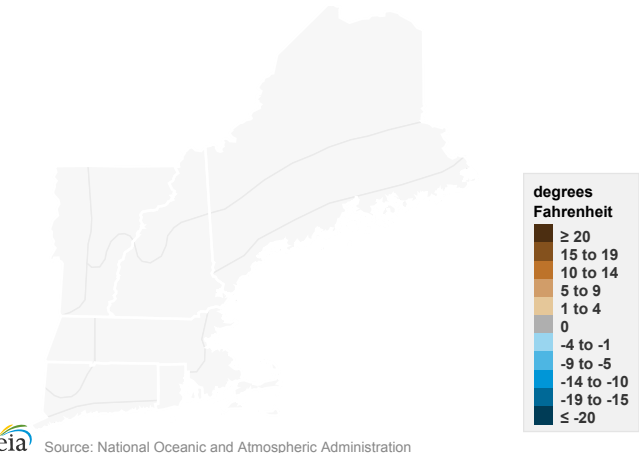 degrees
Fahrenheit
≥ 20
15 to 19
10 to 14
5 to 9
1 to 4
0
-4 to -1
-9 to -5
-14 to -10
-19 to -15
≤ -20
eia
Source: National Oceanic and Atmospheric Administration